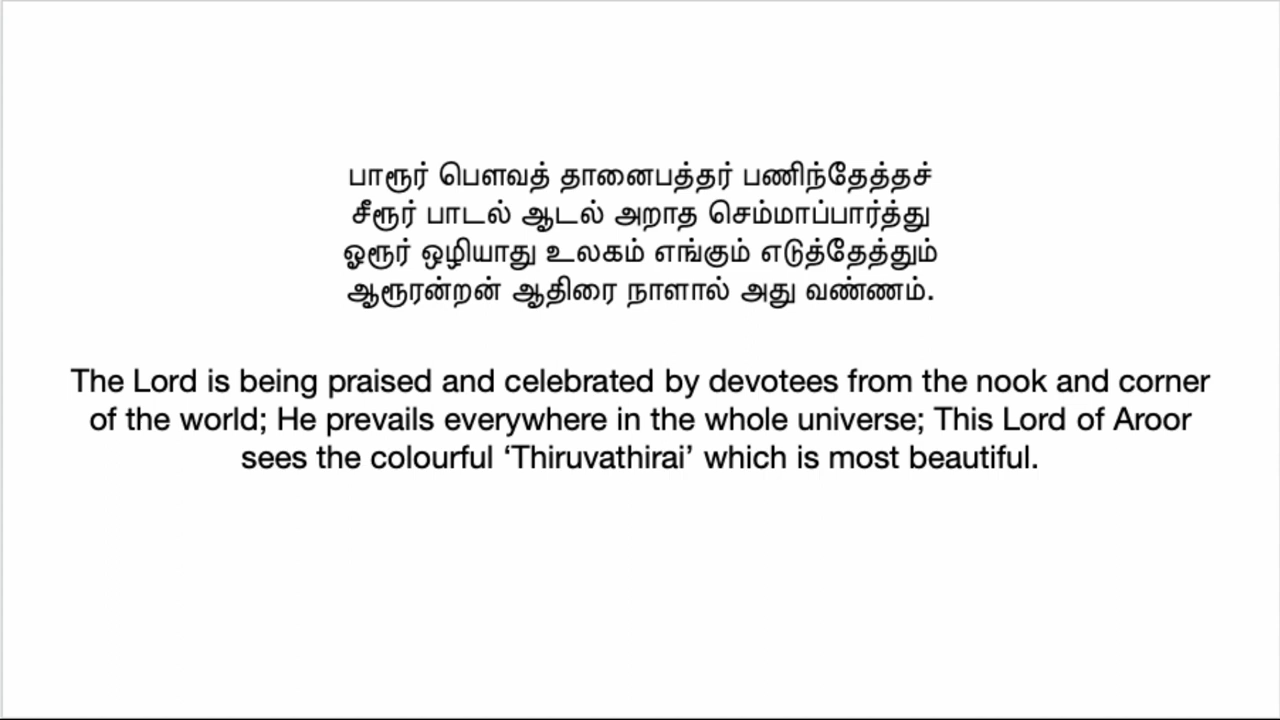 பாரூர் பௌவத் தானைபத்தர் பணிந்தேத்தச்
சீரூர் பாடல் ஆடல் அறாத செம்மாப்பார்த்து
ஓரூர் ஒழியாது உலகம் எங்கும் எடுத்தேத்தும்
ஆரூரன்றன் ஆதிரை நாளால் அது வண்ணம்.
The Lord is being praised and celebrated by devotees from the nook and corner
of the world; He prevails everywhere in the whole universe; This Lord of Aroor
sees the colourful ‘Thiruvathirai’ which is most beautiful.